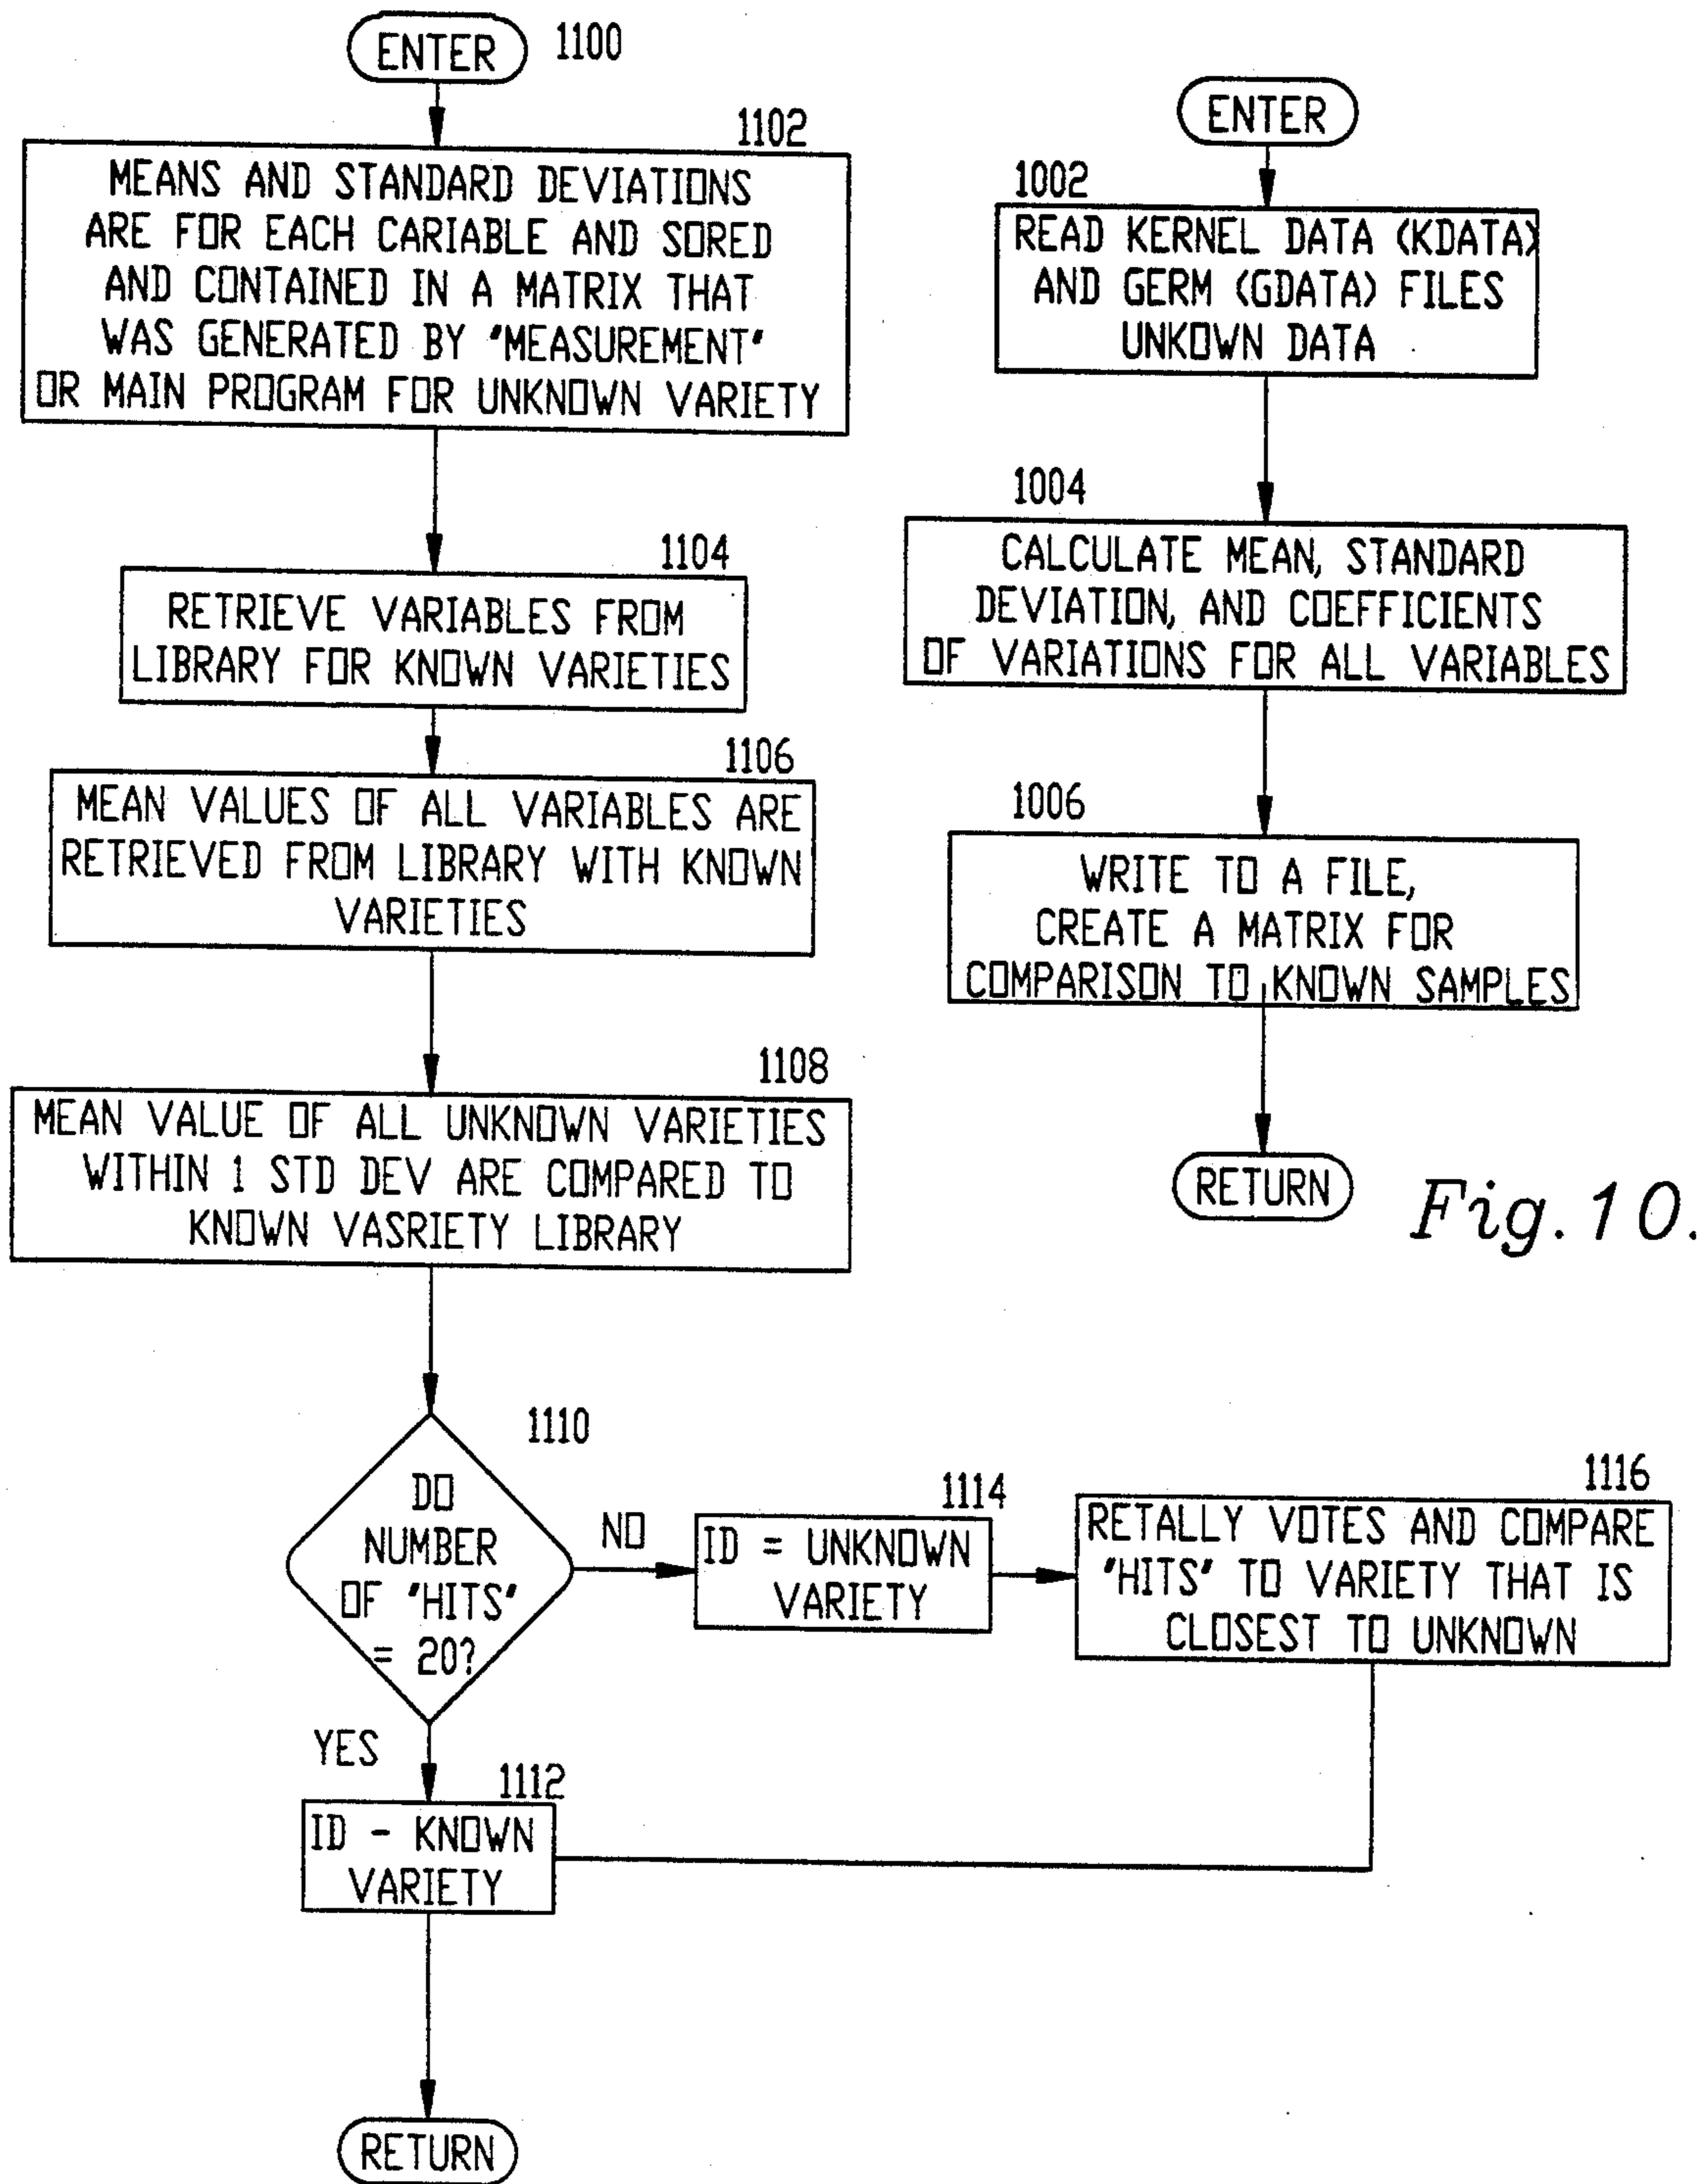 ENTER 1100
1102
MEANS AND STANDARD DEVIATIONS
ARE FOR EACH CARIABLE AND SORED
AND CONTAINED IN A MATRIX THAT
WAS GENERATED BY "MEASUREMENT"
OR MAIN PROGRAM FOR UNKNOWN VARIETY
1104
RETRIEVE VARIABLES FROM
LIBRARY FOR KNOWN VARIETIES
1106
MEAN VALUES OF ALL VARIABLES ARE
RETRIEVED FROM LIBRARY WITH KNOWN
VARIETIES
1108
MEAN VALUE OF ALL UNKNOWN VARIETIES
WITHIN 1 STD DEV ARE COMPARED TO
KNOWN VASRIETY LIBRARY
1110
DO
NUMBER
OF "HITS"
= 20?
NO
1114
ID = UNKNOWN
VARIETY
1116
RETALLY VOTES AND COMPARE
"HITS" TO VARIETY THAT IS
CLOSEST TO UNKNOWN
YES
1112
ID - KNOWN
VARIETY
RETURN
ENTER
1002
READ KERNEL DATA (KDATA)
AND GERM (GDATA) FILES
UNKOWN DATA
1004
CALCULATE MEAN, STANDARD
DEVIATION, AND COEFFICIENTS
OF VARIATIONS FOR ALL VARIABLES
1006
WRITE TO A FILE,
CREATE A MATRIX FOR
COMPARISON TO KNOWN SAMPLES
RETURN
Fig. 10.